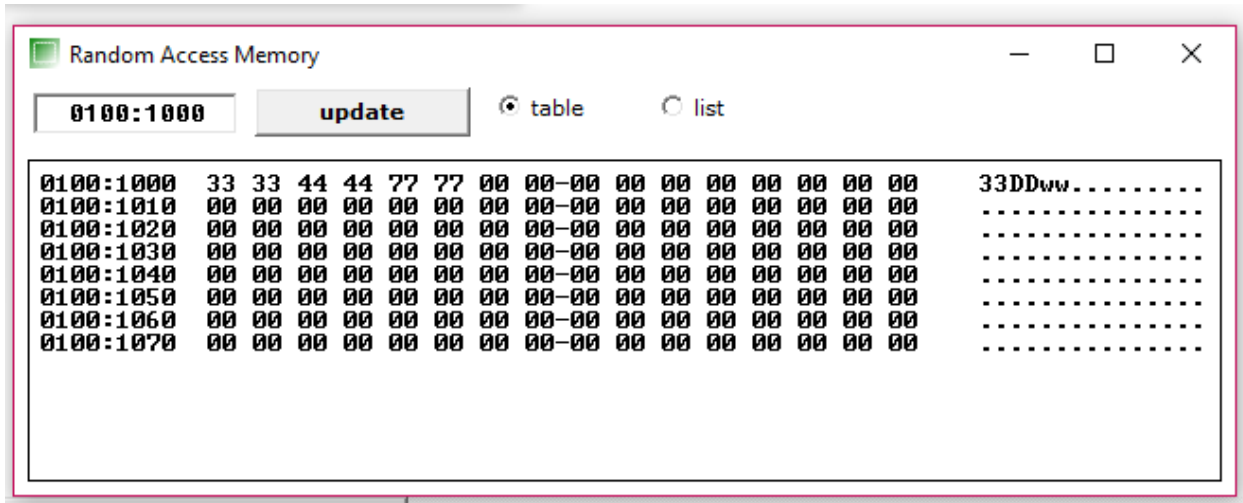 Random Access Memory
0100:1000 update table list
0100:1000 33 33 44 44 77 77 00 00-00 00 00 00 00 00 00 00 33DDww.........
0100:1010 00 00 00 00 00 00 00 00-00 00 00 00 00 00 00 00 ...............
0100:1020 00 00 00 00 00 00 00 00-00 00 00 00 00 00 00 00 ...............
0100:1030 00 00 00 00 00 00 00 00-00 00 00 00 00 00 00 00 ...............
0100:1040 00 00 00 00 00 00 00 00-00 00 00 00 00 00 00 00 ...............
0100:1050 00 00 00 00 00 00 00 00-00 00 00 00 00 00 00 00 ...............
0100:1060 00 00 00 00 00 00 00 00-00 00 00 00 00 00 00 00 ...............
0100:1070 00 00 00 00 00 00 00 00-00 00 00 00 00 00 00 00 ...............